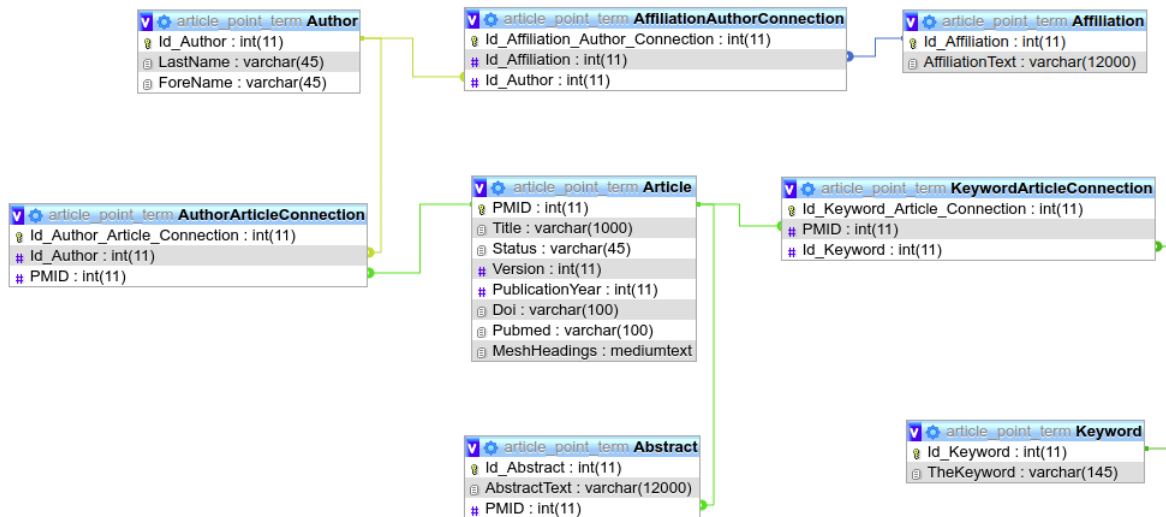 v article_point_term Author
Id_Author : int(11)
LastName : varchar(45)
ForeName : varchar(45)
v article_point_term AffiliationAuthorConnection
Id_Affiliation_Author_Connection : int(11)
# Id_Affiliation : int(11)
# Id_Author : int(11)
v article_point_term Affiliation
Id_Affiliation : int(11)
AffiliationText : varchar(12000)
v article_point_term AuthorArticleConnection
Id_Author_Article_Connection : int(11)
# Id_Author : int(11)
# PMID : int(11)
v article_point_term Article
PMID : int(11)
Title : varchar(1000)
Status : varchar(45)
# Version : int(11)
# PublicationYear : int(11)
Doi : varchar(100)
Pubmed : varchar(100)
MeshHeadings : mediumtext
v article_point_term KeywordArticleConnection
Id_Keyword_Article_Connection : int(11)
# PMID : int(11)
# Id_Keyword : int(11)
v article_point_term Abstract
Id_Abstract : int(11)
AbstractText : varchar(12000)
# PMID : int(11)
v article_point_term Keyword
Id_Keyword : int(11)
TheKeyword : varchar(145)